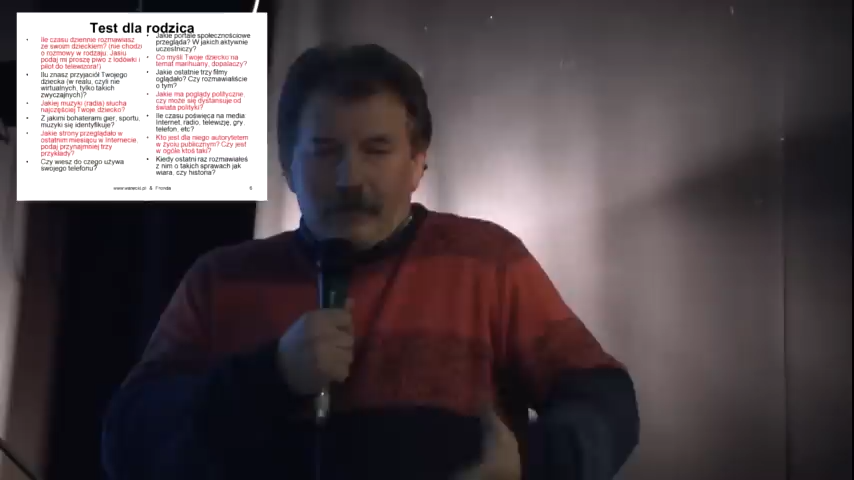 Test dla rodzica
Ile czasu dziennie rozmawiasz
ze swoim dzieckiem? (nie chodzi
o rozmowy w rodzaju: Jasiu
podaj mi proszę piwo z lodówki i
pilot do telewizora!)
Ilu znasz przyjaciół Twojego
dziecka (w realu, czyli nie
wirtualnych, tylko takich
zwyczajnych)?
Jakiej muzyki (radia) słucha
najczęściej Twoje dziecko?
Z jakimi bohaterami gier, sportu,
muzyki się identyfikuje?
Jakie strony przeglądało w
ostatnim miesiącu w Internecie,
podaj przynajmniej trzy
przykłady?
Czy wiesz do czego używa
swojego telefonu?
Jakie portale społecznościowe
przegląda? W jakich aktywnie
uczestniczy?
Co myśli Twoje dziecko na
temat marihuany, dopalaczy?
Jakie ostatnie trzy filmy
oglądało? Czy rozmawialiście
o tym?
Jakie ma poglądy polityczne,
czy może się dystansuje od
świata polityki?
Ile czasu poświęca na media:
Internet, radio, telewizję, gry,
telefon, etc?
Kto jest dla niego autorytetem
w życiu publicznym? Czy jest
w ogóle ktoś taki?
Kiedy ostatni raz rozmawiałeś
z nim o takich sprawach jak
wiara, czy historia?